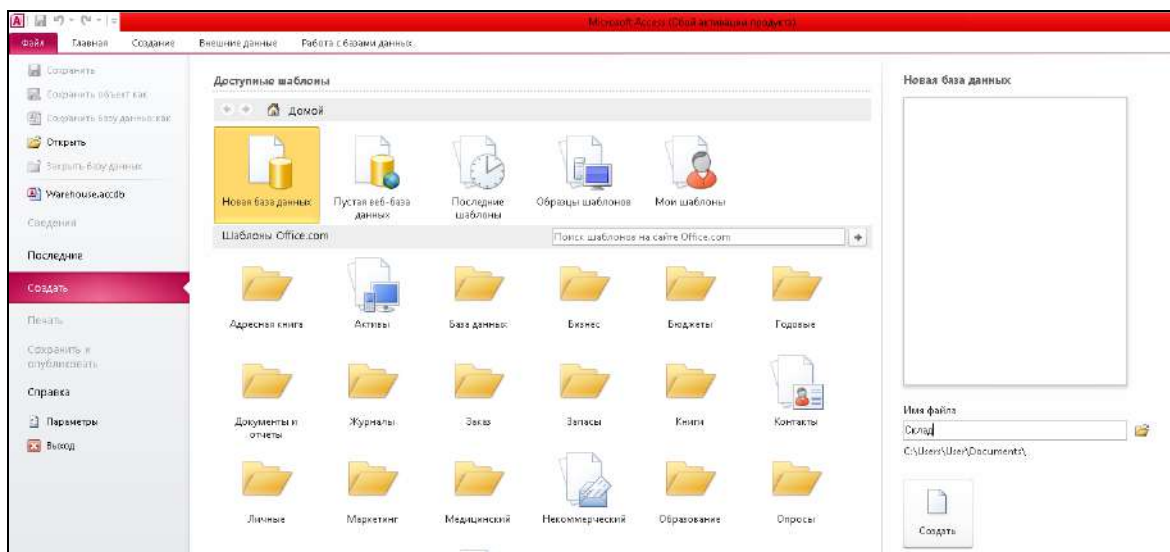 Microsoft Access (Сбой активации продукта)
Файл Главная Создание Внешние данные Работа с базами данных
Сохранить
Сохранить объект как
Сохранить базу данных как
Открыть
Закрыть базу данных
Warehouse.accdb
Сведения
Последние
Создать
Печать
Сохранить и
опубликовать
Справка
Параметры
Выход
Доступные шаблоны
Домой
Новая база данных
Пустая веб-база
данных
Последние
шаблоны
Образцы шаблонов
Мои шаблоны
Шаблоны Office.com
Поиск шаблонов на сайте Office.com
Адресная книга
Активы
База данных
Бизнес
Бюджеты
Годовые
Документы и
отчеты
Журналы
Заказ
Запасы
Книги
Контакты
Личные
Маркетинг
Медицинский
Некоммерческий
Образование
Опросы
Новая база данных
Имя файла
Склад
C:\Users\User\Documents\
Создать